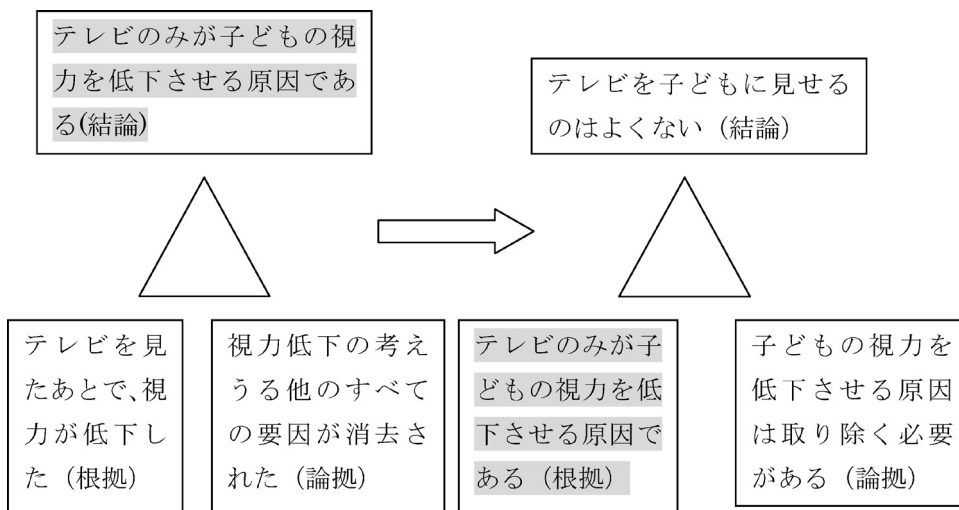 テレビのみが子どもの視
力を低下させる原因であ
る(結論)
テレビを子どもに見せる
のはよくない（結論）
テレビを見
たあとで、視
力が低下し
た（根拠）
視力低下の考え
うる他のすべて
の要因が消去さ
れた（論拠）
テレビのみが子
どもの視力を低
下させる原因で
ある（根拠）
子どもの視力を
低下させる原因
は取り除く必要
がある（論拠）